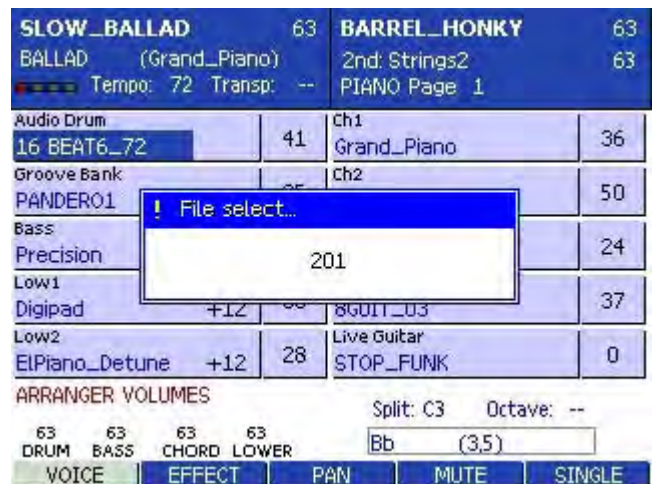 SLOW_BALLAD 63
BALLAD (Grand_Piano)
Tempo: 72 Transp: --
BARREL_HONKY 63
2nd: Strings2 63
PIANO Page 1
Audio Drum
16 BEAT6_72 41
Ch1
Grand_Piano 36
Groove Bank
PANDERO1
Ch2
50
Bass
Precision
24
Low1
Digipad +12
8GUIT_03 37
Low2
ElPiano_Detune +12 28
Live Guitar
STOP_FUNK 0
! File select...
201
ARRANGER VOLUMES
63 63 63 63
DRUM BASS CHORD LOWER
Split: C3 Octave: --
Bb (3,5)
VOICE EFFECT PAN MUTE SINGLE